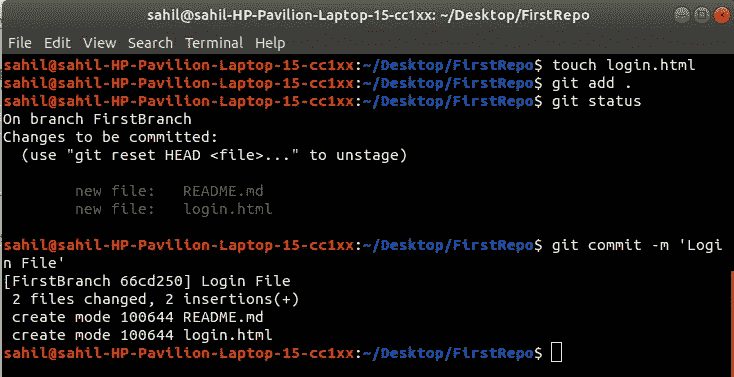 sahil@sahil-HP-Pavilion-Laptop-15-cc1xx: ~/Desktop/FirstRepo
File Edit View Search Terminal Help
sahil@sahil-HP-Pavilion-Laptop-15-cc1xx:~/Desktop/FirstRepo$ touch login.html
sahil@sahil-HP-Pavilion-Laptop-15-cc1xx:~/Desktop/FirstRepo$ git add .
sahil@sahil-HP-Pavilion-Laptop-15-cc1xx:~/Desktop/FirstRepo$ git status
On branch FirstBranch
Changes to be committed:
  (use "git reset HEAD <file>..." to unstage)
        new file:   README.md
        new file:   login.html
sahil@sahil-HP-Pavilion-Laptop-15-cc1xx:~/Desktop/FirstRepo$ git commit -m 'Logi
n File'
[FirstBranch 66cd250] Login File
 2 files changed, 2 insertions(+)
 create mode 100644 README.md
 create mode 100644 login.html
sahil@sahil-HP-Pavilion-Laptop-15-cc1xx:~/Desktop/FirstRepo$